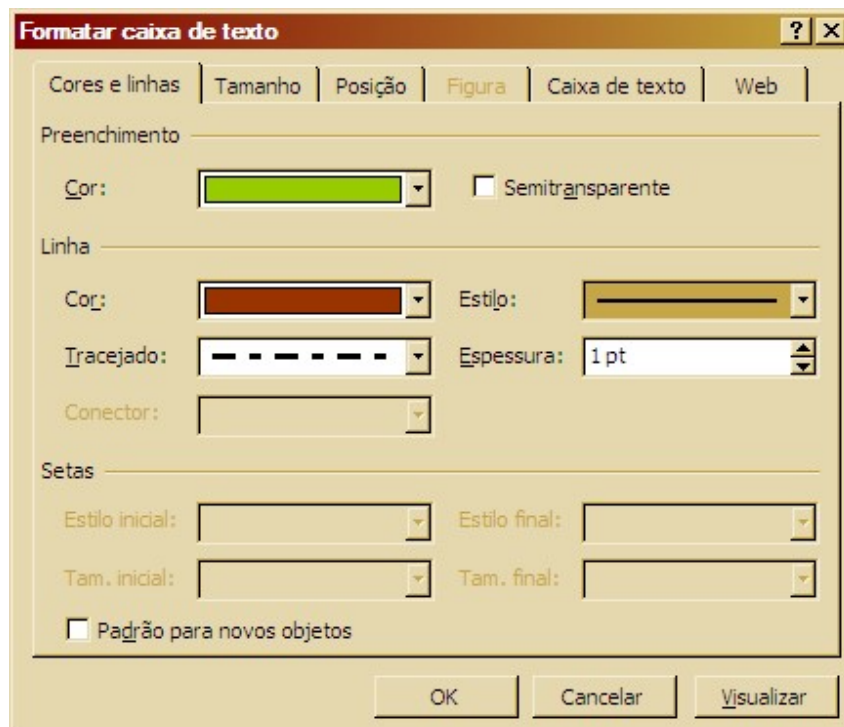 Formatar caixa de texto
Cores e linhas Tamanho Posição Figura Caixa de texto Web
Preenchimento
Cor: Semitransparente
Linha
Cor: Estilo:
Tracejado: Espessura: 1 pt
Conector:
Setas
Estilo inicial: Estilo final:
Tam. inicial: Tam. final:
Padrão para novos objetos
OK Cancelar Visualizar